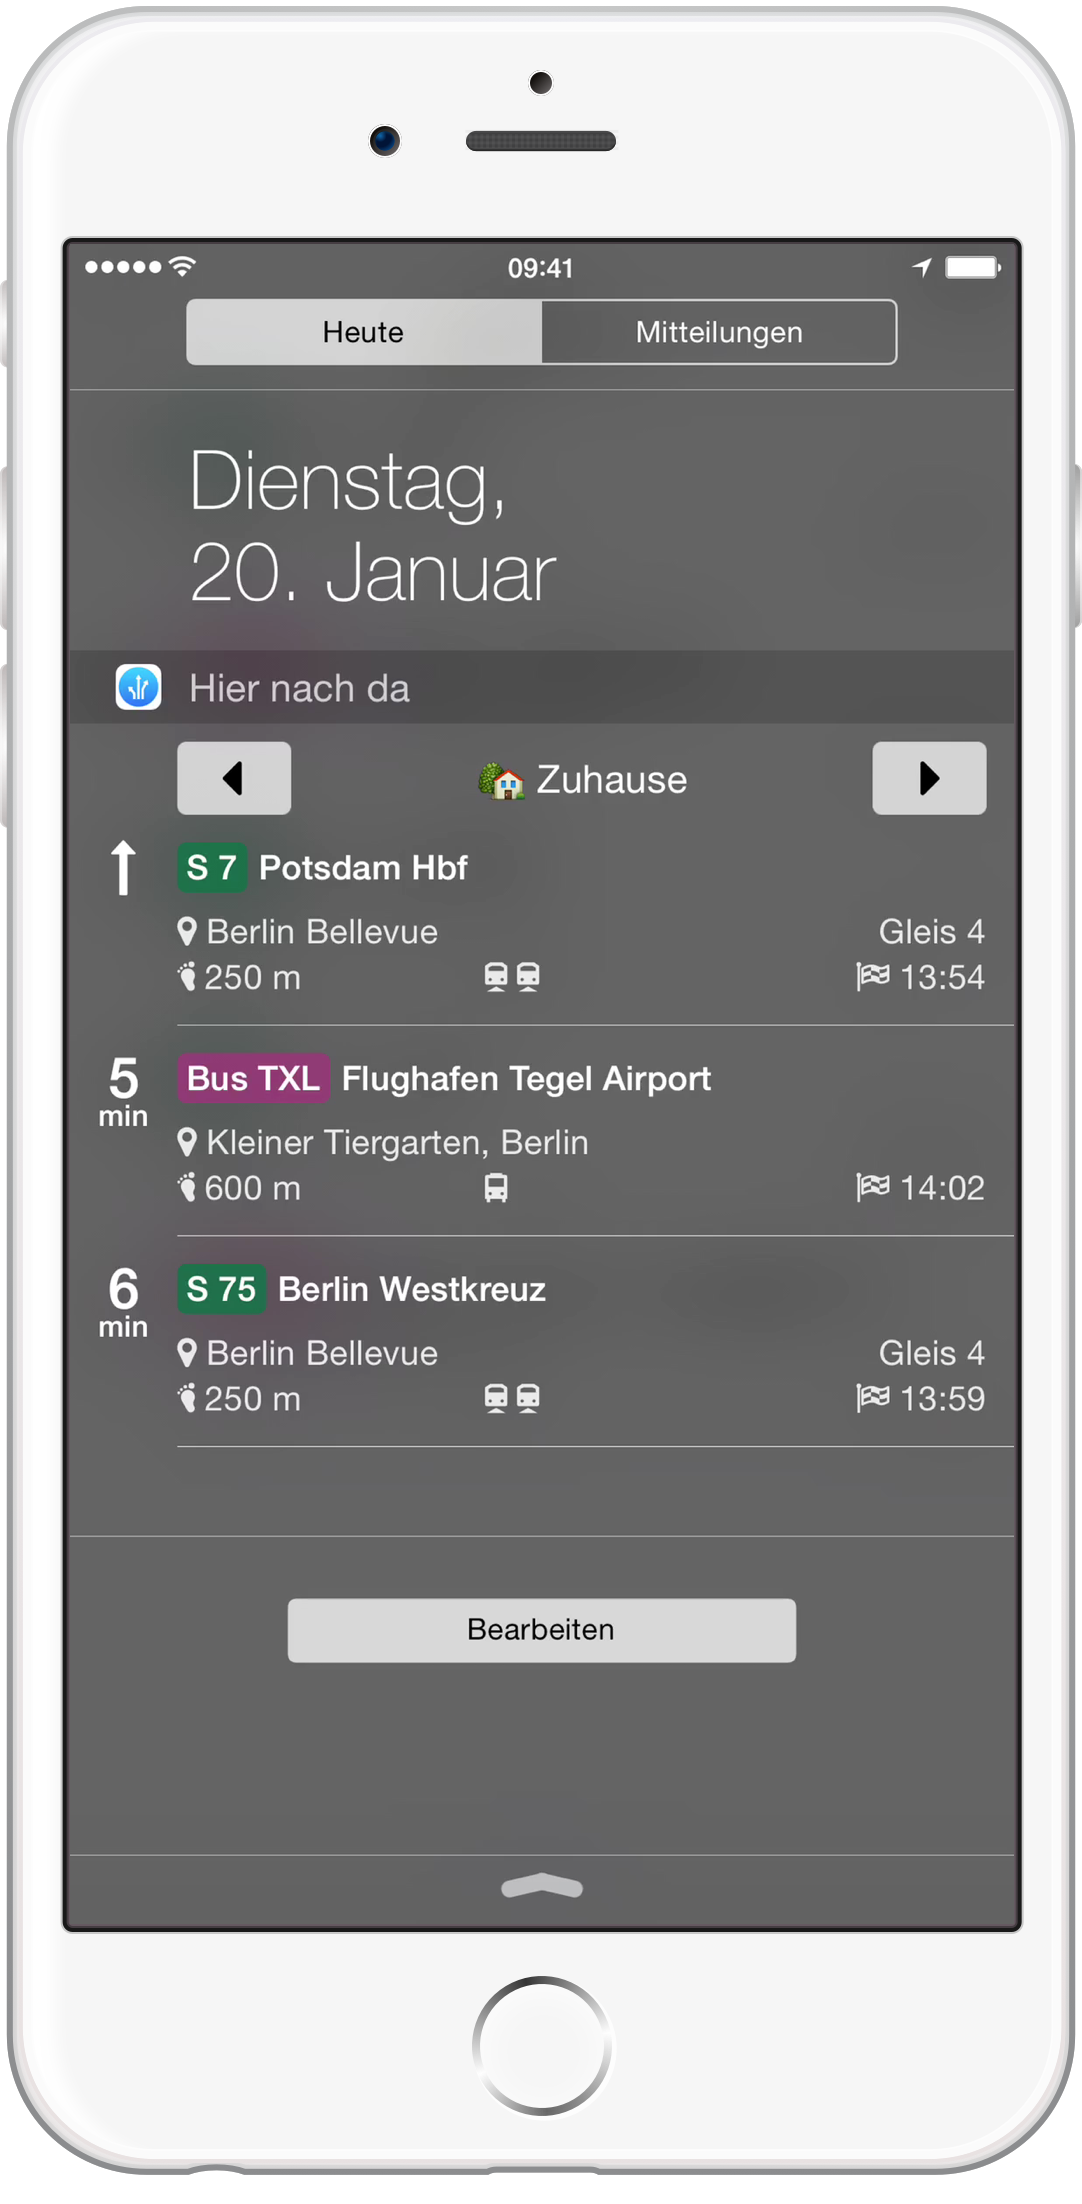 09:41
Heute Mitteilungen
Dienstag,
20. Januar
Hier nach da
Zuhause
S 7 Potsdam Hbf
Berlin Bellevue Gleis 4
250 m 13:54
5 min Bus TXL Flughafen Tegel Airport
Kleiner Tiergarten, Berlin
600 m 14:02
6 min S 75 Berlin Westkreuz
Berlin Bellevue Gleis 4
250 m 13:59
Bearbeiten